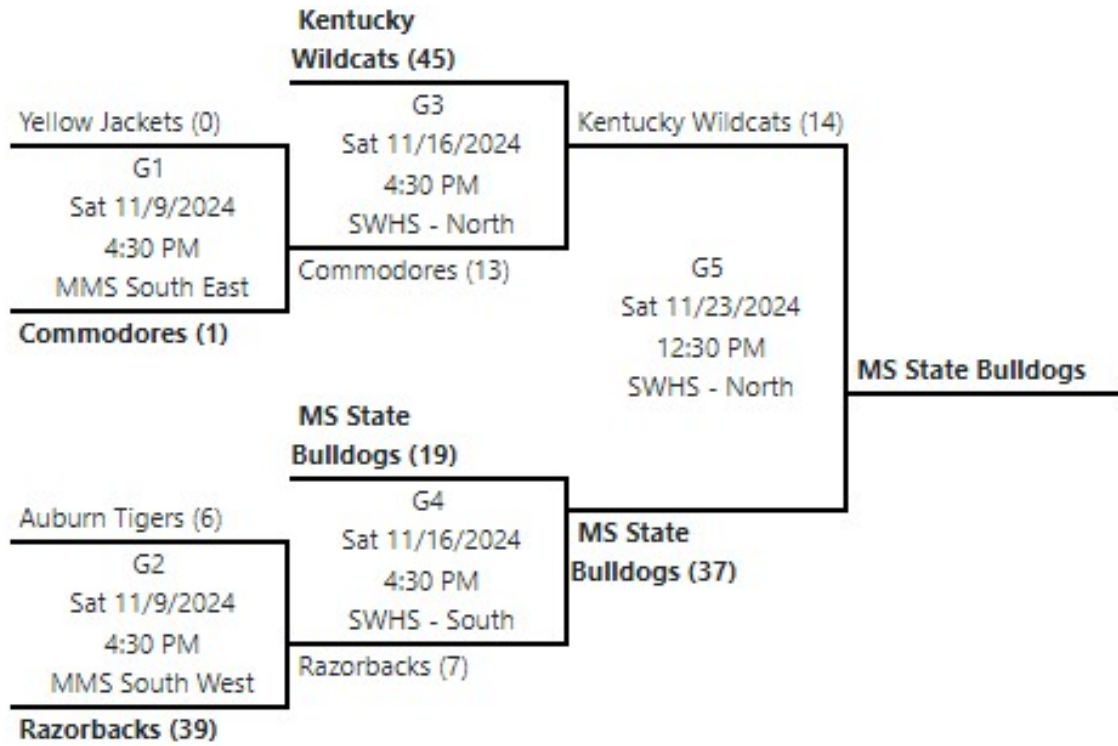 Kentucky
Wildcats (45)
G3
Sat 11/16/2024
4:30 PM
SWHS - North
Commodores (13)
Yellow Jackets (0)
G1
Sat 11/9/2024
4:30 PM
MMS South East
Commodores (1)
Kentucky Wildcats (14)
G5
Sat 11/23/2024
12:30 PM
SWHS - North
MS State Bulldogs
MS State
Bulldogs (19)
G4
Sat 11/16/2024
4:30 PM
SWHS - South
Razorbacks (7)
MS State
Bulldogs (37)
Auburn Tigers (6)
G2
Sat 11/9/2024
4:30 PM
MMS South West
Razorbacks (39)